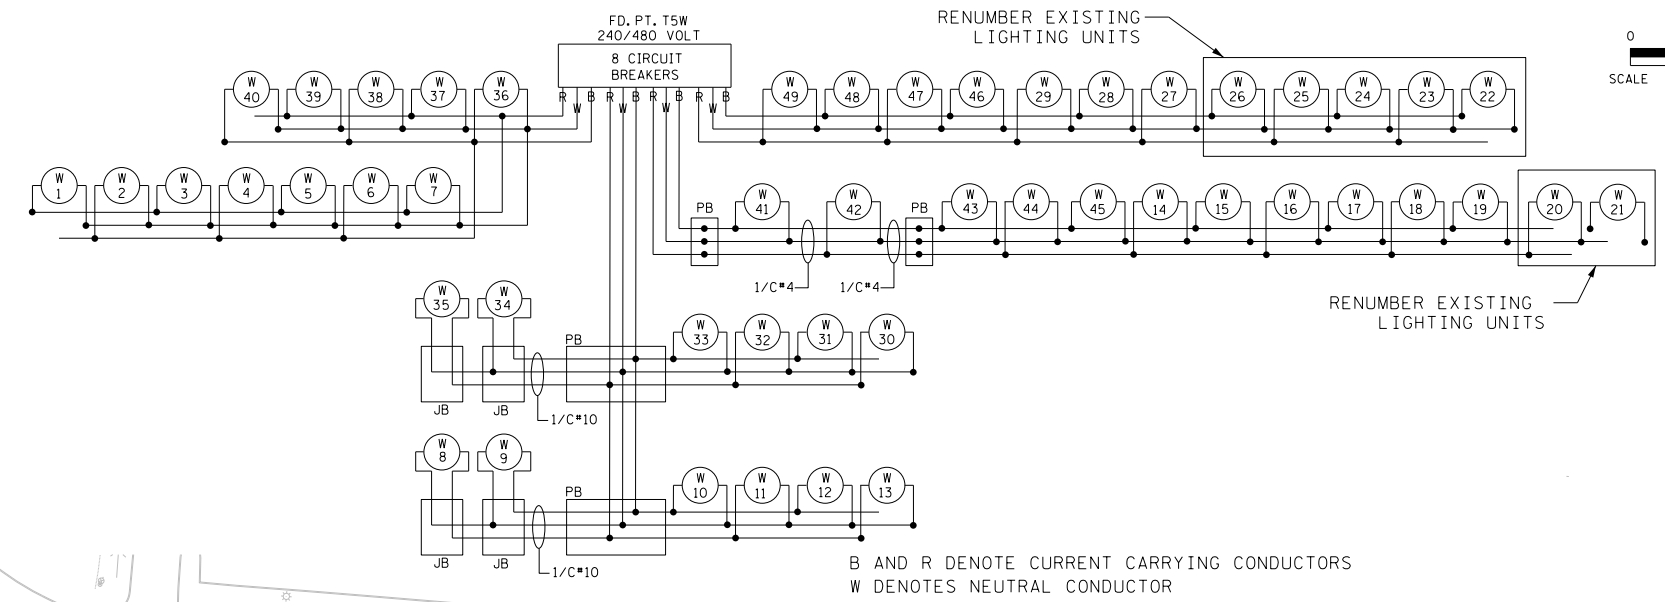 FD. PT. T5W
240/480 VOLT
8 CIRCUIT
BREAKERS
R W B R W B R W B R W B
RENUMBER EXISTING
LIGHTING UNITS
0
SCALE
W 40 W 39 W 38 W 37 W 36
W 49 W 48 W 47 W 46 W 29 W 28 W 27 W 26 W 25 W 24 W 23 W 22
W 1 W 2 W 3 W 4 W 5 W 6 W 7
PB W 41 W 42 PB W 43 W 44 W 45 W 14 W 15 W 16 W 17 W 18 W 19 W 20 W 21
1/C#4 1/C#4
RENUMBER EXISTING
LIGHTING UNITS
W 35 W 34 PB W 33 W 32 W 31 W 30
JB JB
1/C#10
W 8 W 9 PB W 10 W 11 W 12 W 13
JB JB
1/C#10
B AND R DENOTE CURRENT CARRYING CONDUCTORS
W DENOTES NEUTRAL CONDUCTOR